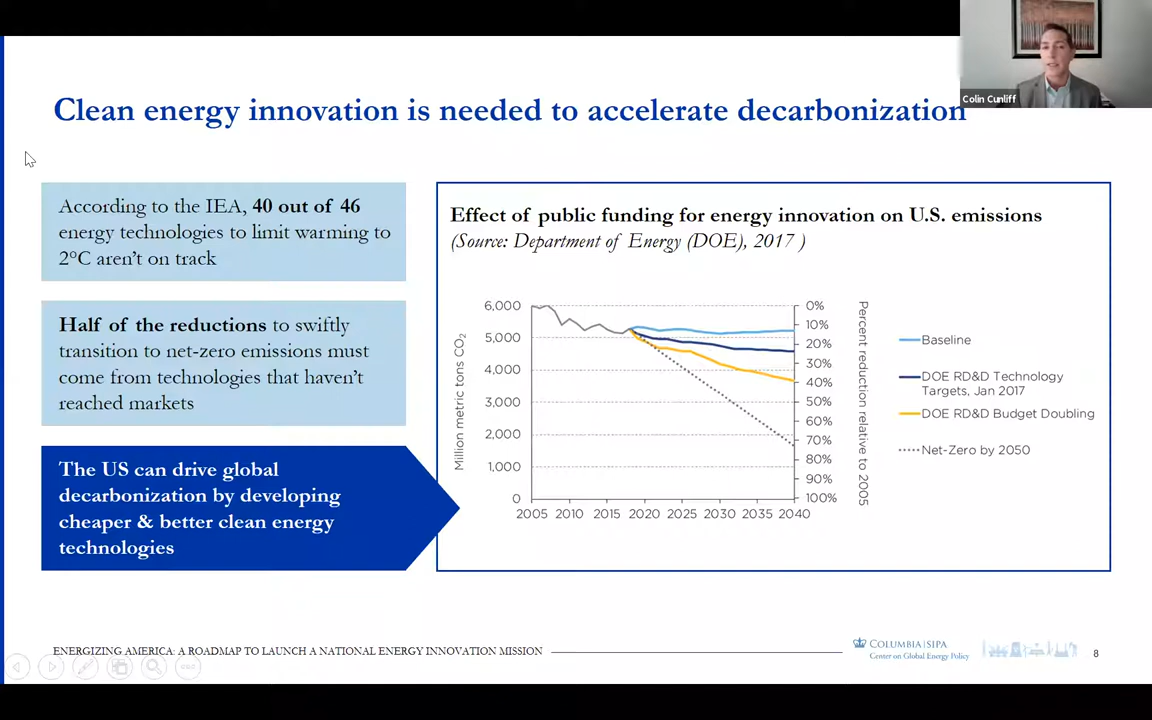 Colin Cunliff
Clean energy innovation is needed to accelerate decarbonization
According to the IEA, 40 out of 46
energy technologies to limit warming to
2°C aren't on track
Half of the reductions to swiftly
transition to net-zero emissions must
come from technologies that haven't
reached markets
The US can drive global
decarbonization by developing
cheaper & better clean energy
technologies
Effect of public funding for energy innovation on U.S. emissions
(Source: Department of Energy (DOE), 2017 )
Million metric tons CO2
6,000
5,000
4,000
3,000
2,000
1,000
0
2005 2010 2015 2020 2025 2030 2035 2040
0%
10%
20%
30%
40%
50%
60%
70%
80%
90%
100%
Percent reduction relative to 2005
Baseline
DOE RD&D Technology
Targets, Jan 2017
DOE RD&D Budget Doubling
Net-Zero by 2050
ENERGIZING AMERICA: A ROADMAP TO LAUNCH A NATIONAL ENERGY INNOVATION MISSION
COLUMBIA | SIPA
Center on Global Energy Policy
8